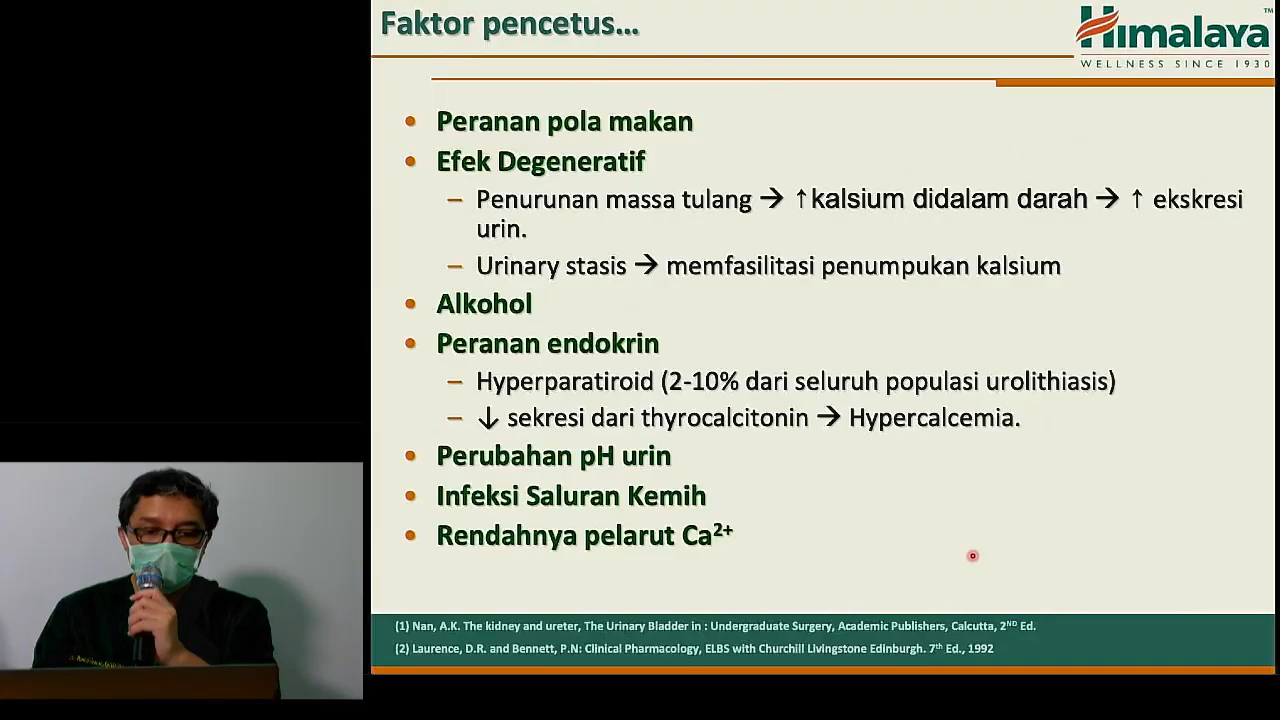 Faktor pencetus...
Himalaya™
WELLNESS SINCE 1930
• Peranan pola makan
• Efek Degeneratif
– Penurunan massa tulang → ↑kalsium didalam darah → ↑ ekskresi
urin.
– Urinary stasis → memfasilitasi penumpukan kalsium
• Alkohol
• Peranan endokrin
– Hyperparatiroid (2-10% dari seluruh populasi urolithiasis)
– ↓ sekresi dari thyrocalcitonin → Hypercalcemia.
• Perubahan pH urin
• Infeksi Saluran Kemih
• Rendahnya pelarut Ca²⁺
(1) Nan, A.K. The kidney and ureter, The Urinary Bladder in : Undergraduate Surgery, Academic Publishers, Calcutta, 2ᴺᴰ Ed.
(2) Laurence, D.R. and Bennett, P.N: Clinical Pharmacology, ELBS with Churchill Livingstone Edinburgh. 7ᵗʰ Ed., 1992